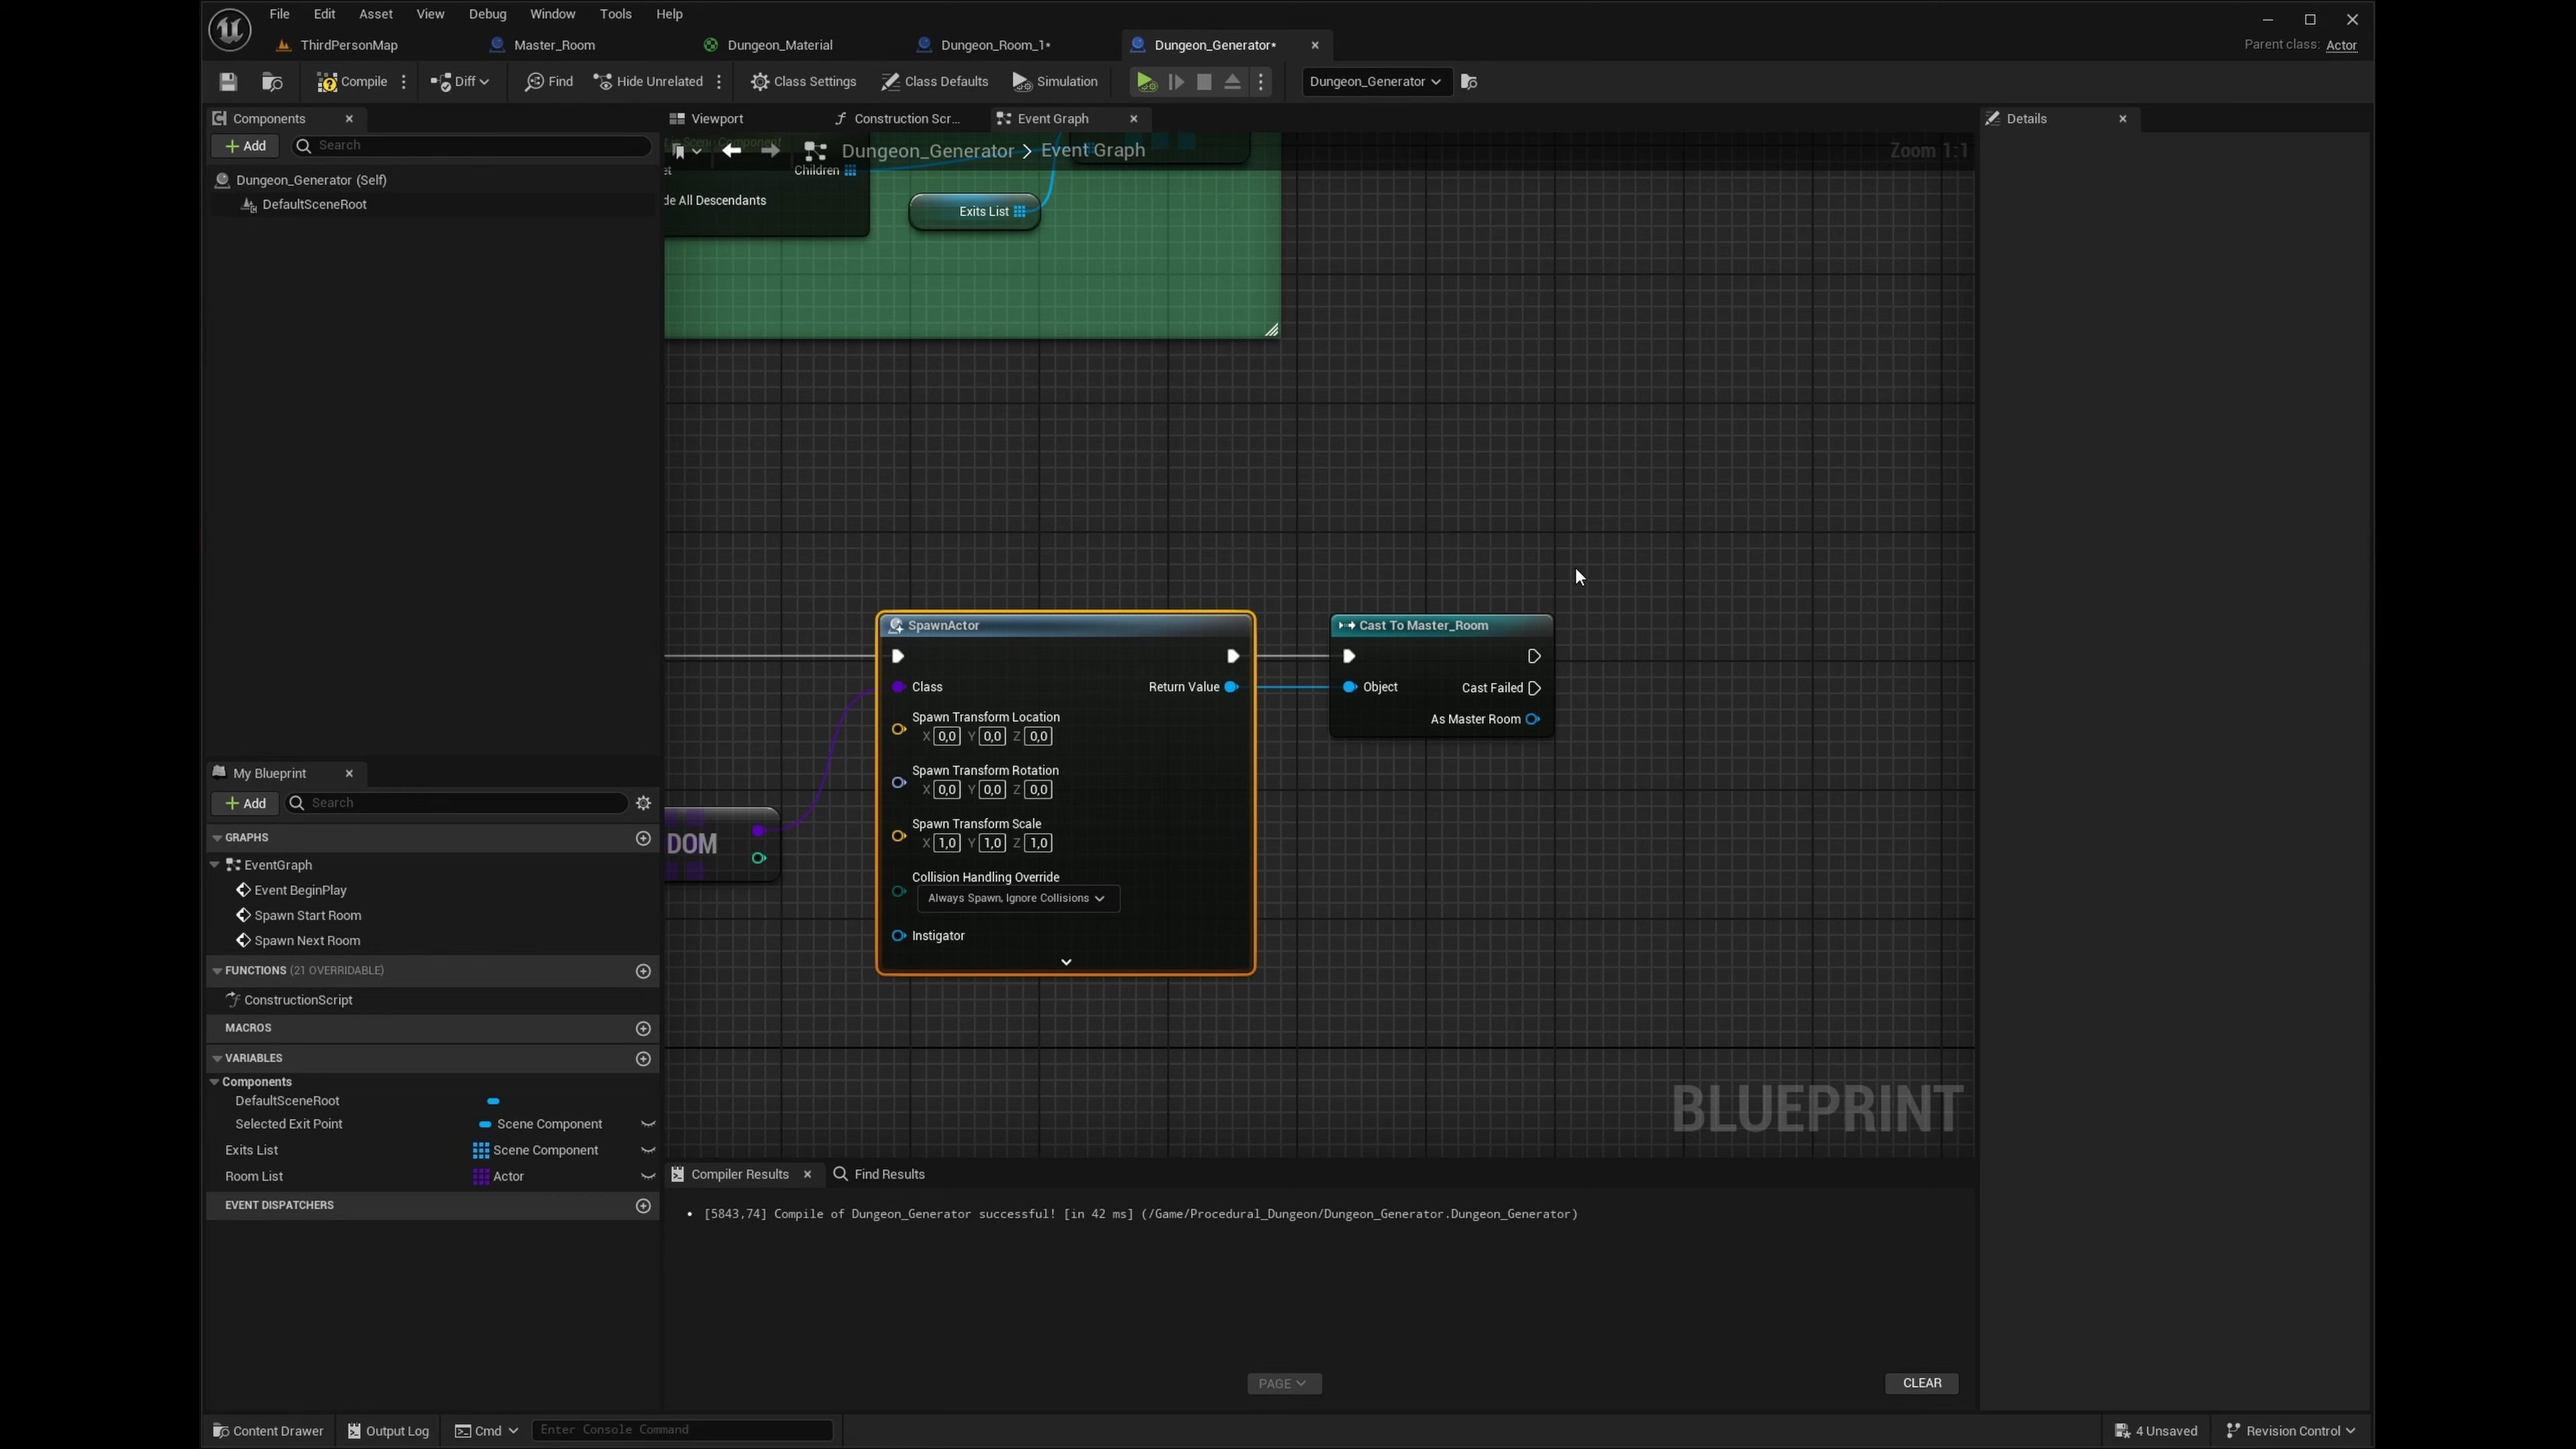 File Edit Asset View Debug Window Tools Help
ThirdPersonMap Master_Room Dungeon_Material Dungeon_Room_1* Dungeon_Generator*
Parent class: Actor
Compile Diff Find Hide Unrelated Class Settings Class Defaults Simulation Dungeon_Generator
Components
Add Search
Dungeon_Generator (Self)
DefaultSceneRoot
Viewport Construction Scr... Event Graph
Dungeon_Generator > Event Graph
Zoom 1:1
Details
Children
de All Descendants
Exits List
SpawnActor
Class
Return Value
Spawn Transform Location
X 0,0 Y 0,0 Z 0,0
Spawn Transform Rotation
X 0,0 Y 0,0 Z 0,0
Spawn Transform Scale
X 1,0 Y 1,0 Z 1,0
Collision Handling Override
Always Spawn, Ignore Collisions
Instigator
Cast To Master_Room
Object
Cast Failed
As Master Room
DOM
BLUEPRINT
My Blueprint
Add Search
GRAPHS
EventGraph
Event BeginPlay
Spawn Start Room
Spawn Next Room
FUNCTIONS (21 OVERRIDABLE)
ConstructionScript
MACROS
VARIABLES
Components
DefaultSceneRoot
Selected Exit Point Scene Component
Exits List Scene Component
Room List Actor
EVENT DISPATCHERS
Compiler Results Find Results
• [5843,74] Compile of Dungeon_Generator successful! [in 42 ms] (/Game/Procedural_Dungeon/Dungeon_Generator.Dungeon_Generator)
PAGE
CLEAR
Content Drawer Output Log Cmd Enter Console Command
4 Unsaved Revision Control